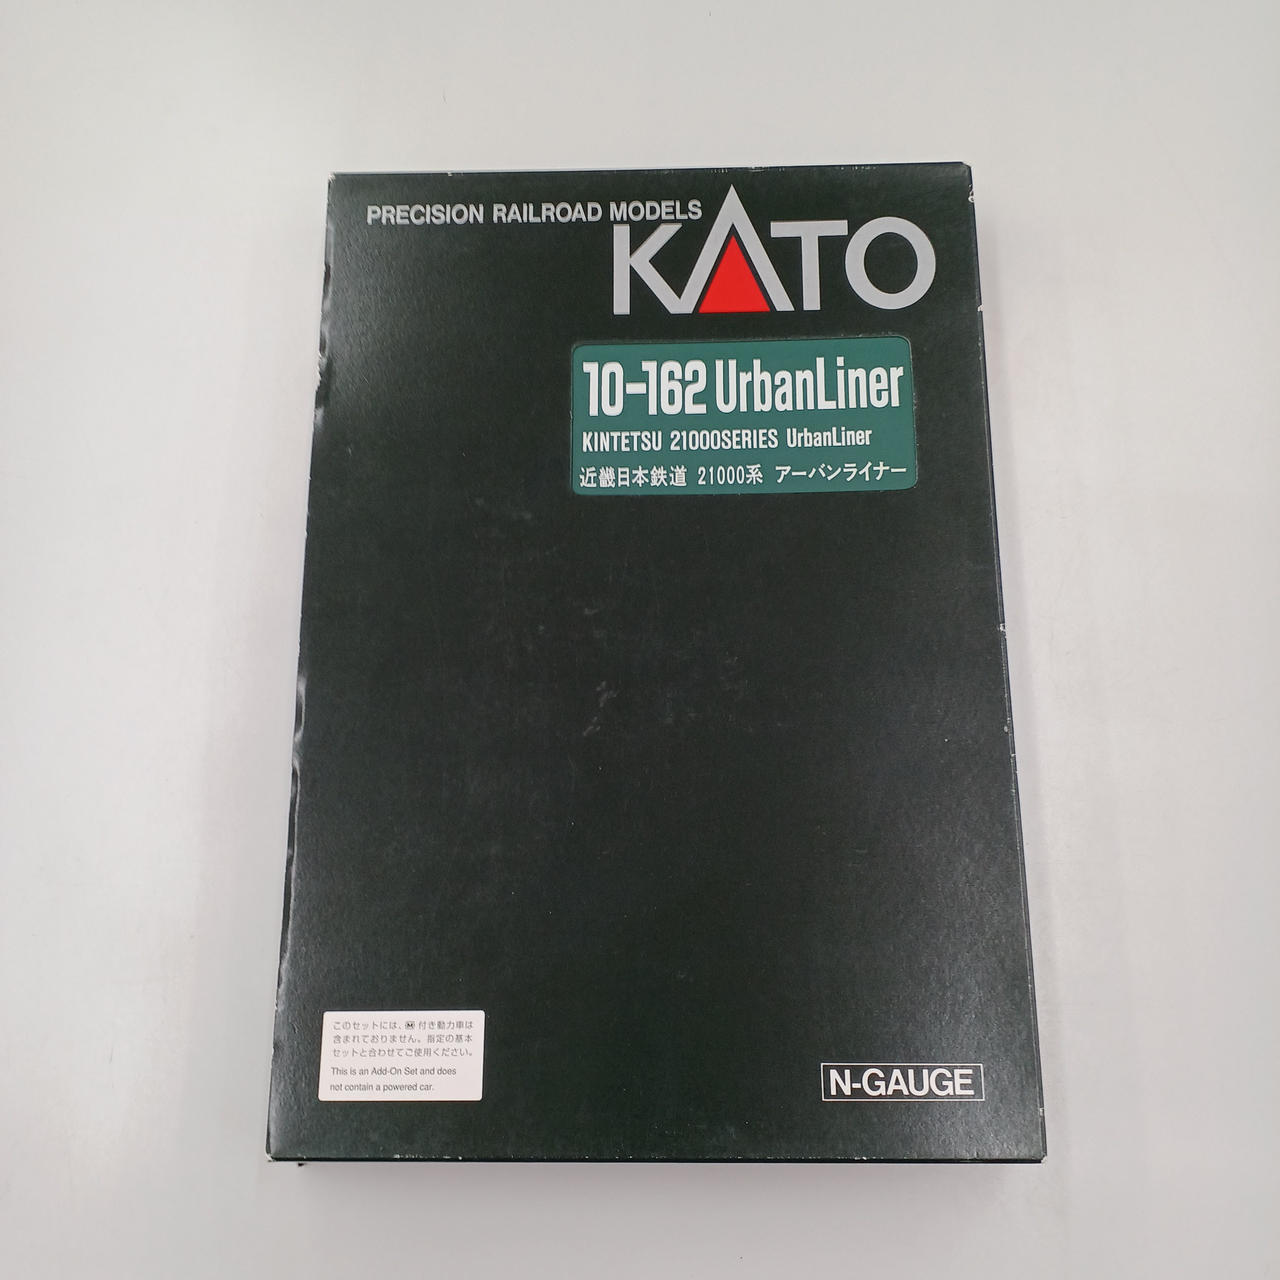 PRECISION RAILROAD MODELS
KATO
10-162 UrbanLiner
KINTETSU 21000SERIES UrbanLiner
近畿日本鉄道 21000系 アーバンライナー
このセットには、Ⓜ付き動力車は
含まれておりません。指定の基本
セットと合わせてご使用ください。
This is an Add-On Set and does
not contain a powered car.
N-GAUGE